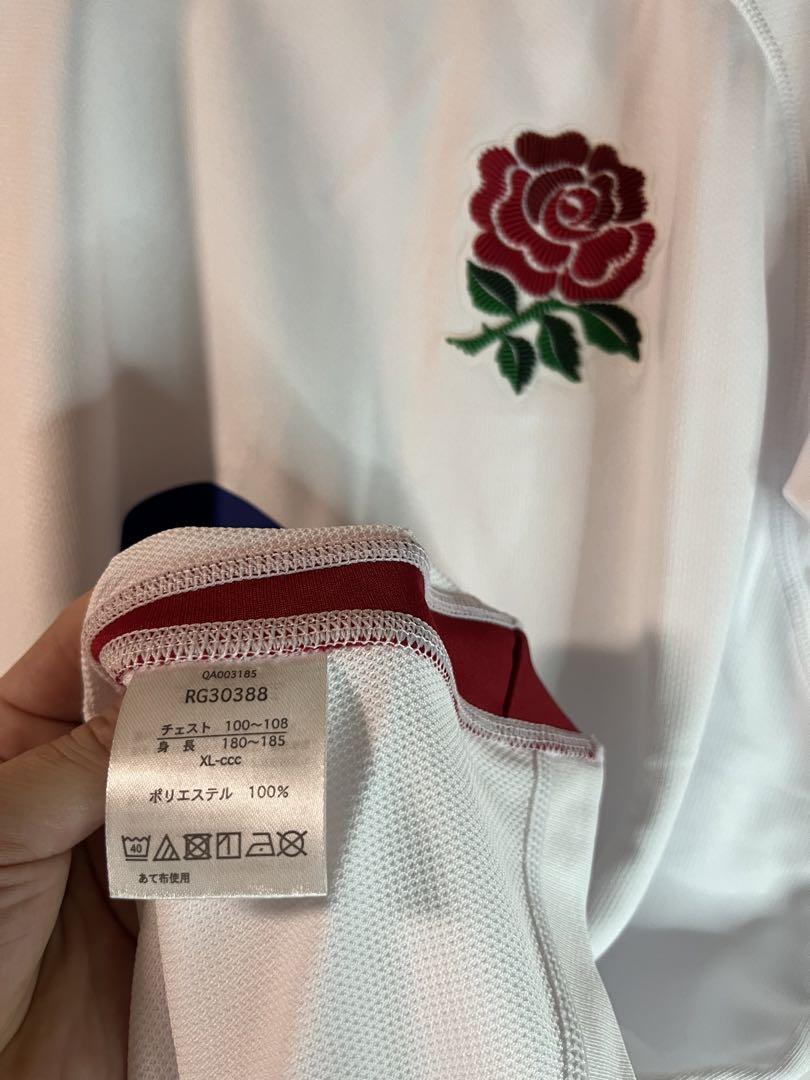 QA003185
RG30388
チェスト 100～108
身 長 180～185
XL-ccc
ポリエステル 100%
40
あて布使用